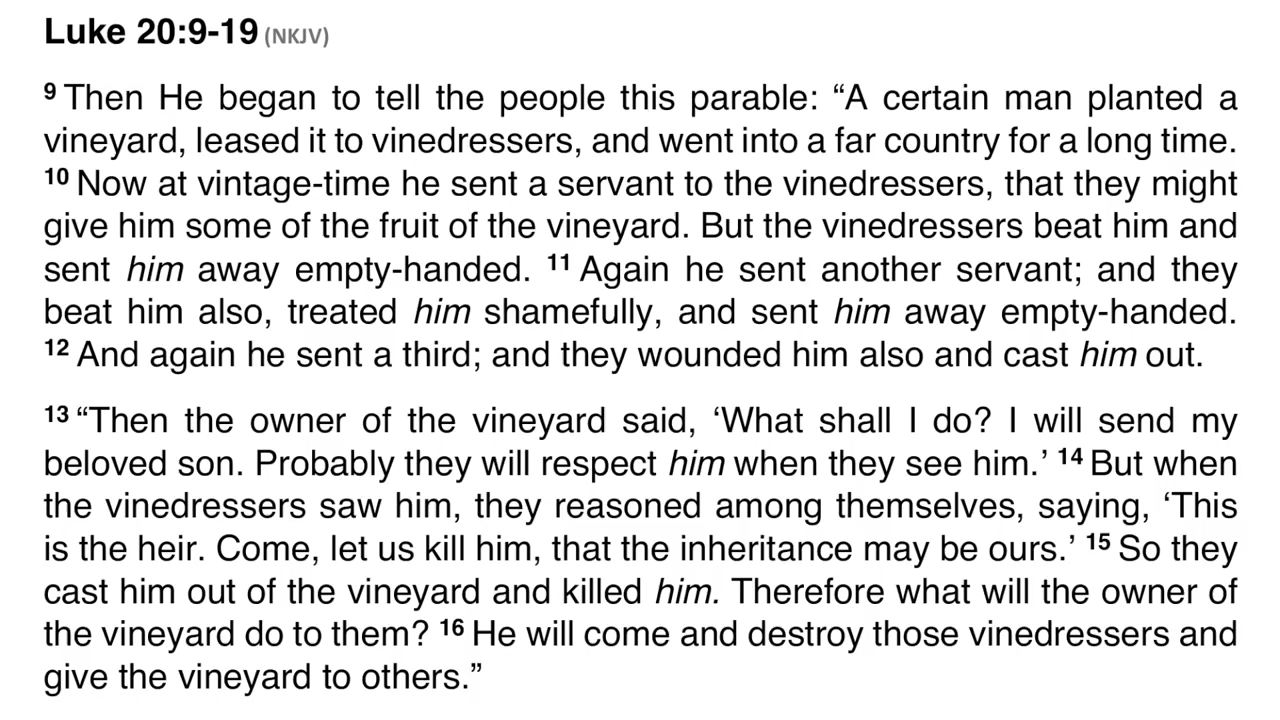 Luke 20:9-19 (NKJV)
9 Then He began to tell the people this parable: “A certain man planted a
vineyard, leased it to vinedressers, and went into a far country for a long time.
10 Now at vintage-time he sent a servant to the vinedressers, that they might
give him some of the fruit of the vineyard. But the vinedressers beat him and
sent him away empty-handed. 11 Again he sent another servant; and they
beat him also, treated him shamefully, and sent him away empty-handed.
12 And again he sent a third; and they wounded him also and cast him out.
13 “Then the owner of the vineyard said, ‘What shall I do? I will send my
beloved son. Probably they will respect him when they see him.’ 14 But when
the vinedressers saw him, they reasoned among themselves, saying, ‘This
is the heir. Come, let us kill him, that the inheritance may be ours.’ 15 So they
cast him out of the vineyard and killed him. Therefore what will the owner of
the vineyard do to them? 16 He will come and destroy those vinedressers and
give the vineyard to others.”